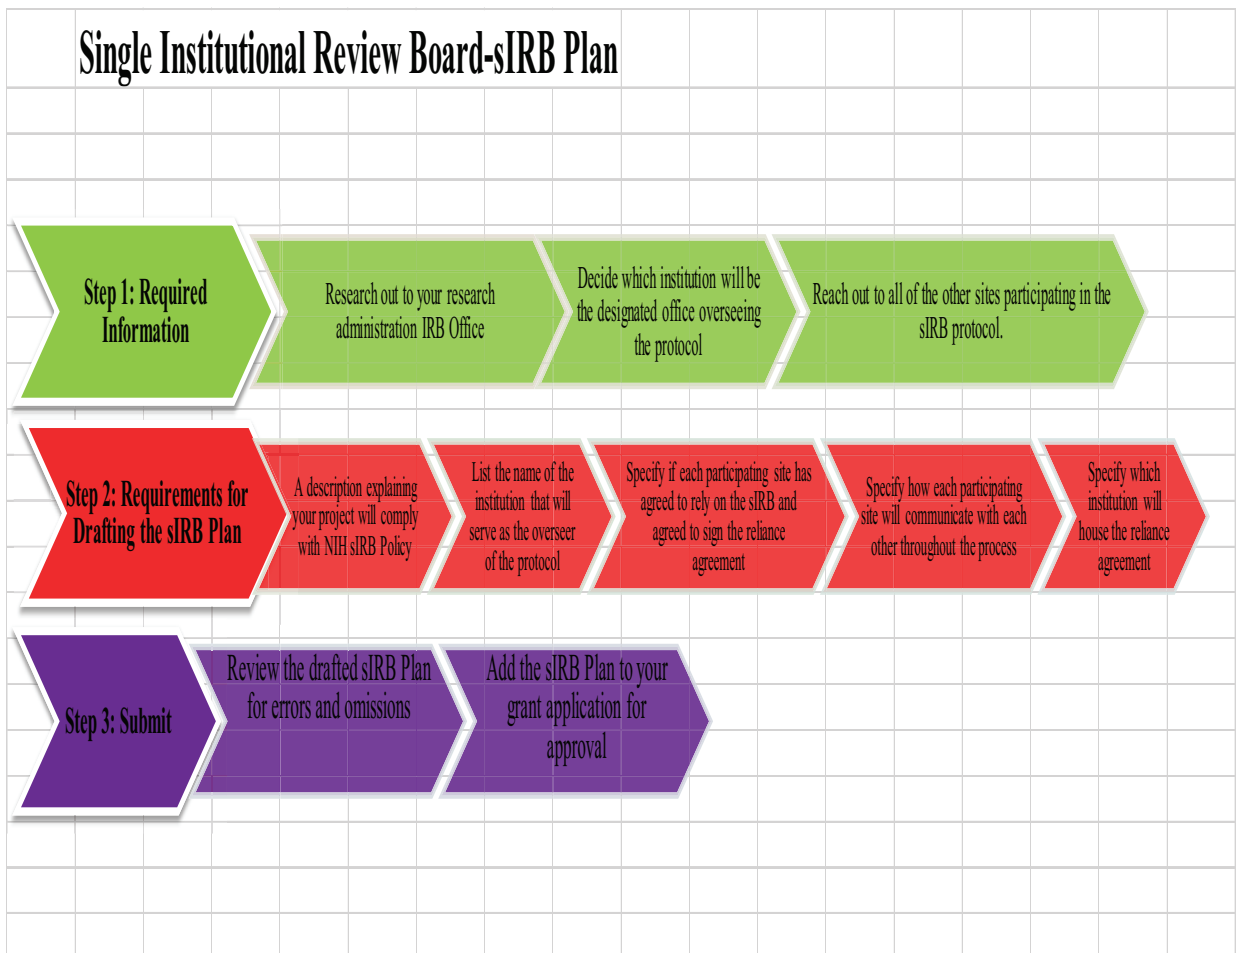 Single Institutional Review Board-sIRB Plan
Step 1: Required
Information
Research out to your research
administration IRB Office
Decide which institution will be
the designated office overseeing
the protocol
Reach out to all of the other sites participating in the
sIRB protocol.
Step 2: Requirements for
Drafting the sIRB Plan
A description explaining
your project will comply
with NIH sIRB Policy
List the name of the
institution that will
serve as the overseer
of the protocol
Specify if each participating site has
agreed to rely on the sIRB and
agreed to sign the reliance
agreement
Specify how each participating
site will communicate with each
other throughout the process
Specify which
institution will
house the reliance
agreement
Step 3: Submit
Review the drafted sIRB Plan
for errors and omissions
Add the sIRB Plan to your
grant application for
approval